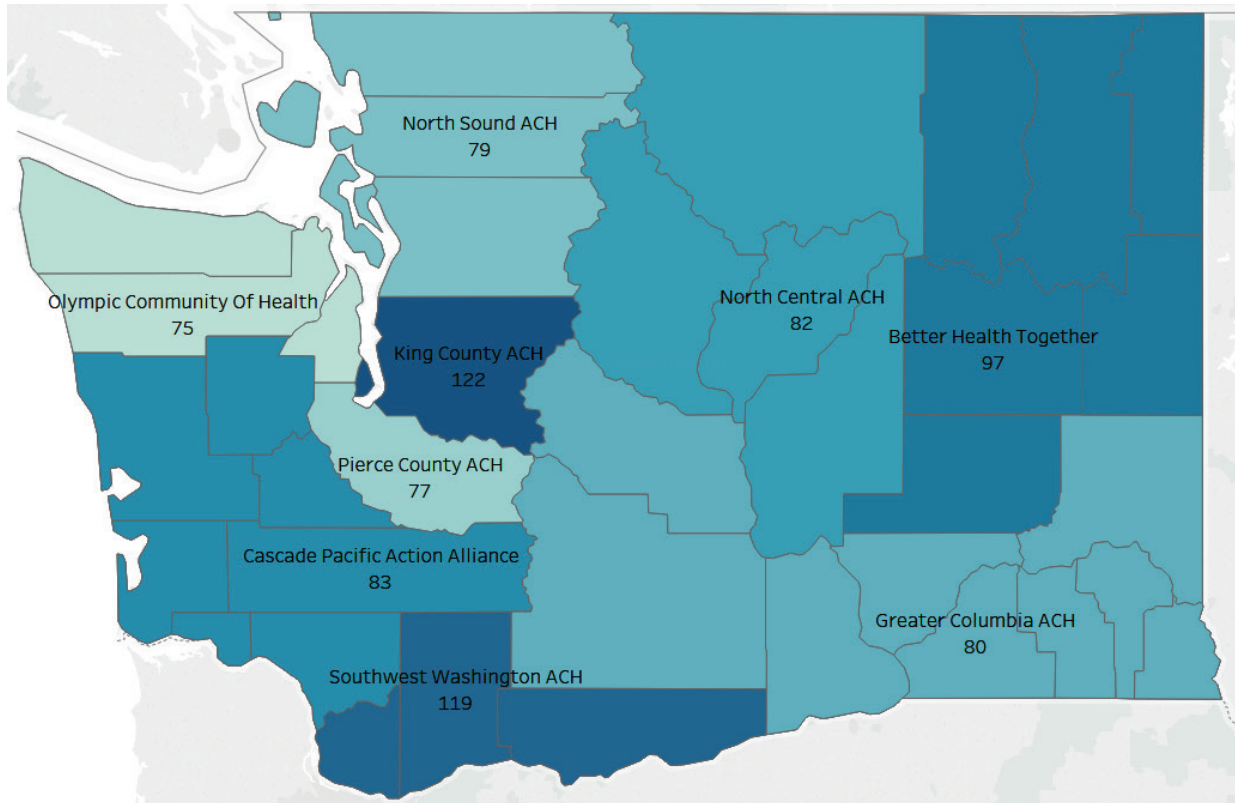 North Sound ACH
79
Olympic Community Of Health
75
North Central ACH
82
King County ACH
122
Better Health Together
97
Pierce County ACH
77
Cascade Pacific Action Alliance
83
Greater Columbia ACH
80
Southwest Washington ACH
119